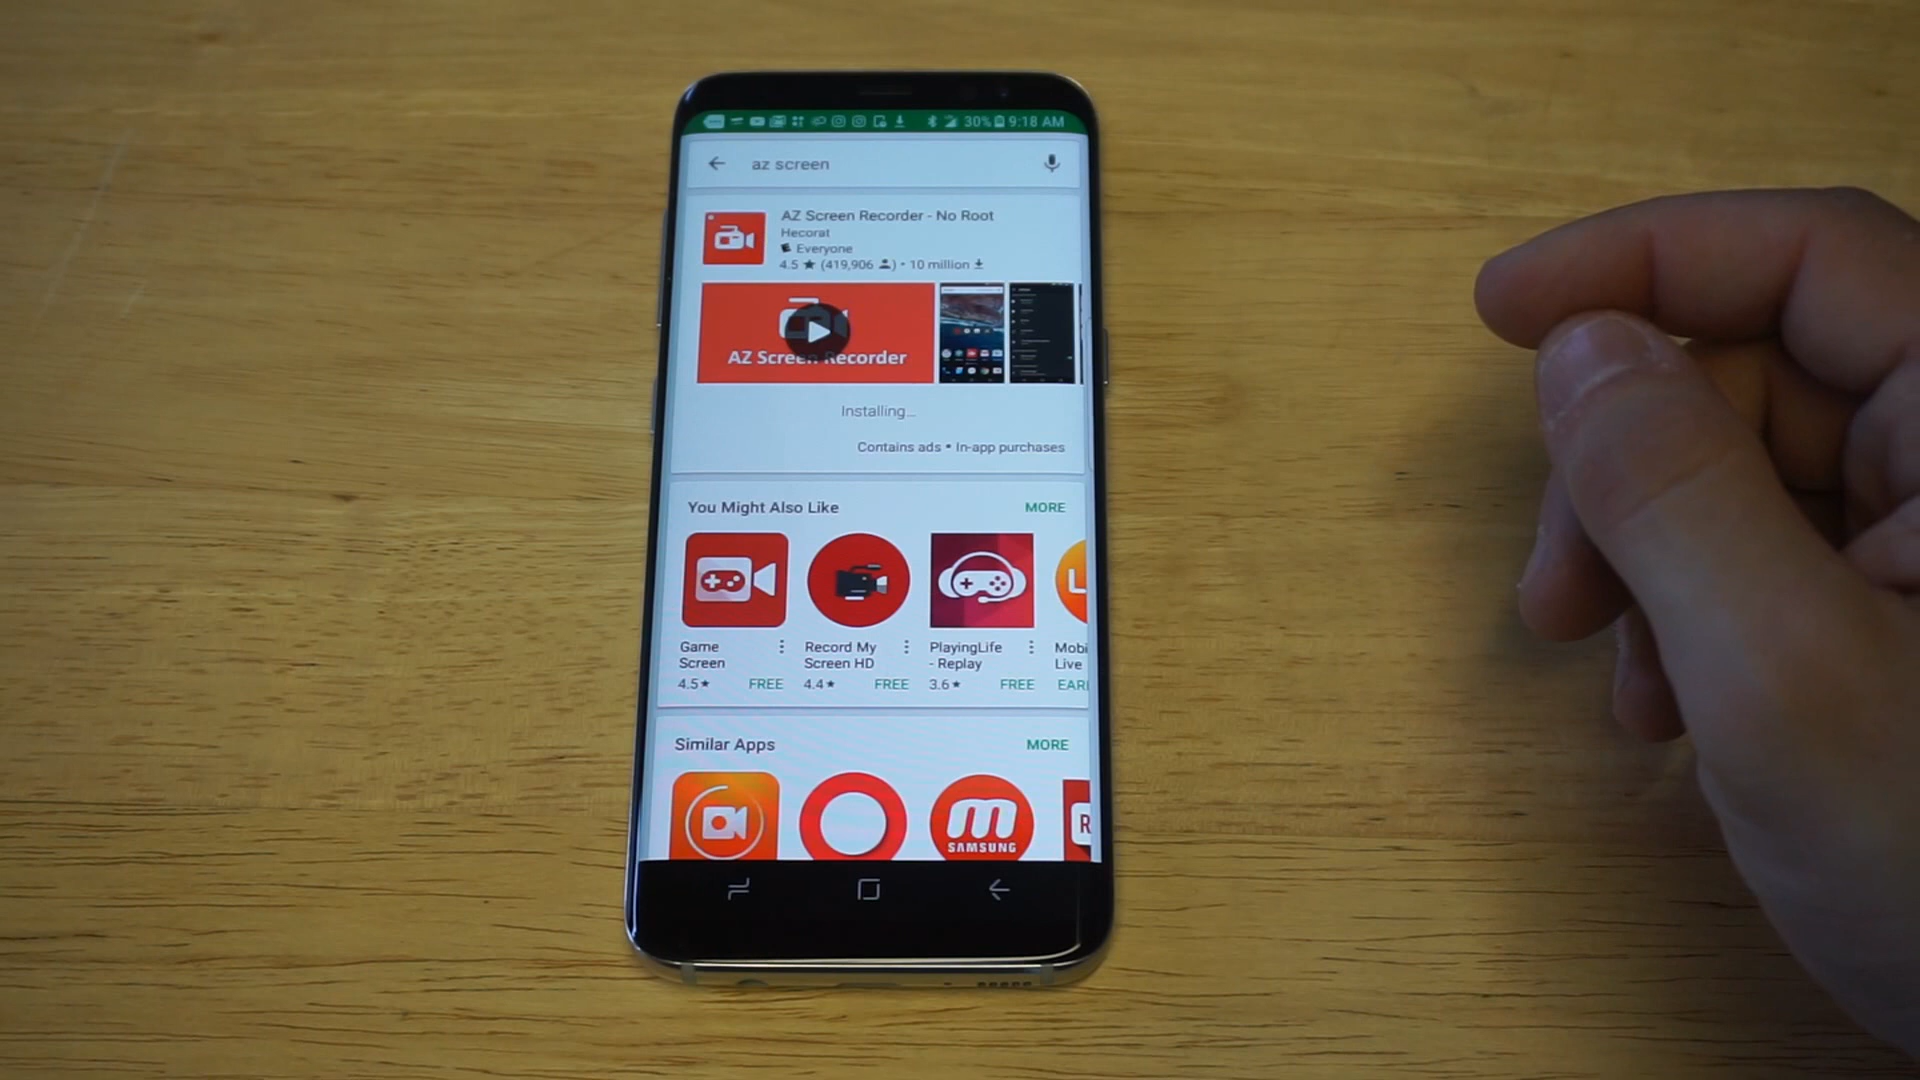 30% 9:18 AM
az screen
AZ Screen Recorder - No Root
Hecorat
Everyone
4.5 ★ (419,906 ) • 10 million
AZ Screen Recorder
Installing...
Contains ads • In-app purchases
You Might Also Like MORE
Game Screen
4.5★ FREE
Record My Screen HD
4.4★ FREE
PlayingLife - Replay
3.6★ FREE
Mobi
Live
EARI
Similar Apps MORE
m
SAMSUNG
R